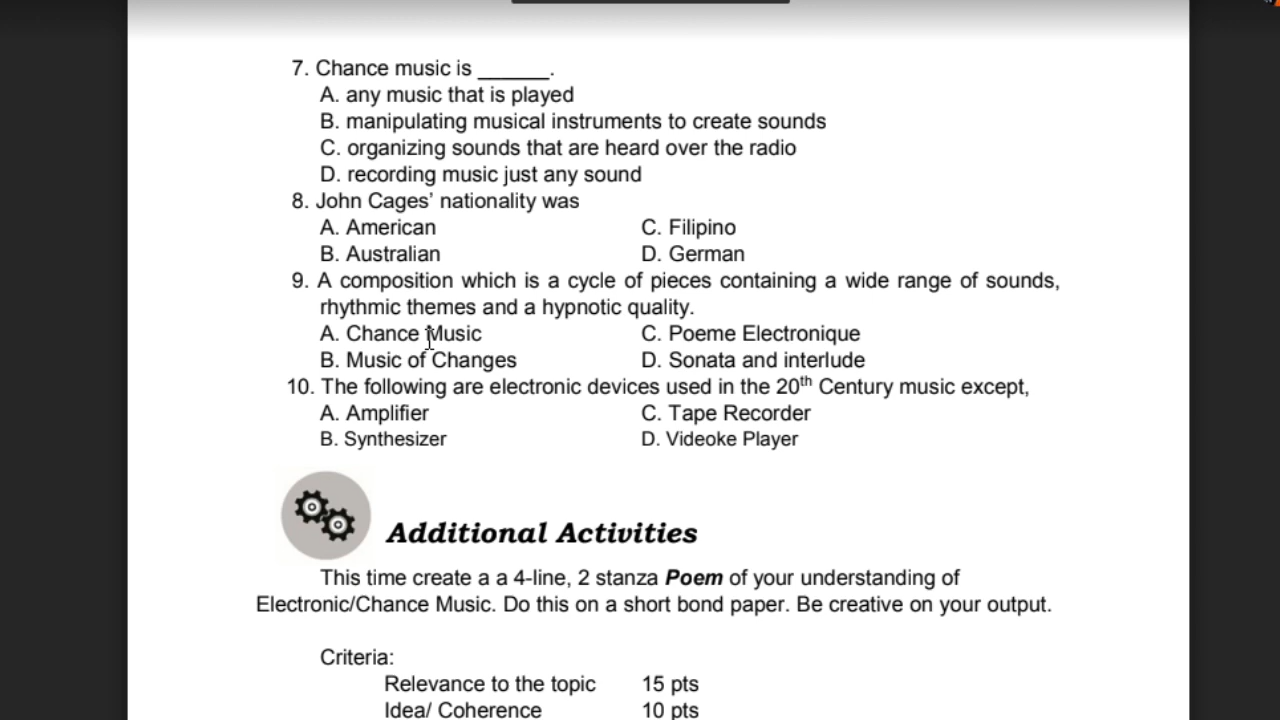 7. Chance music is ______.
A. any music that is played
B. manipulating musical instruments to create sounds
C. organizing sounds that are heard over the radio
D. recording music just any sound
8. John Cages’ nationality was
A. American C. Filipino
B. Australian D. German
9. A composition which is a cycle of pieces containing a wide range of sounds,
rhythmic themes and a hypnotic quality.
A. Chance Music C. Poeme Electronique
B. Music of Changes D. Sonata and interlude
10. The following are electronic devices used in the 20th Century music except,
A. Amplifier C. Tape Recorder
B. Synthesizer D. Videoke Player
Additional Activities
This time create a a 4-line, 2 stanza Poem of your understanding of
Electronic/Chance Music. Do this on a short bond paper. Be creative on your output.
Criteria:
Relevance to the topic 15 pts
Idea/ Coherence 10 pts